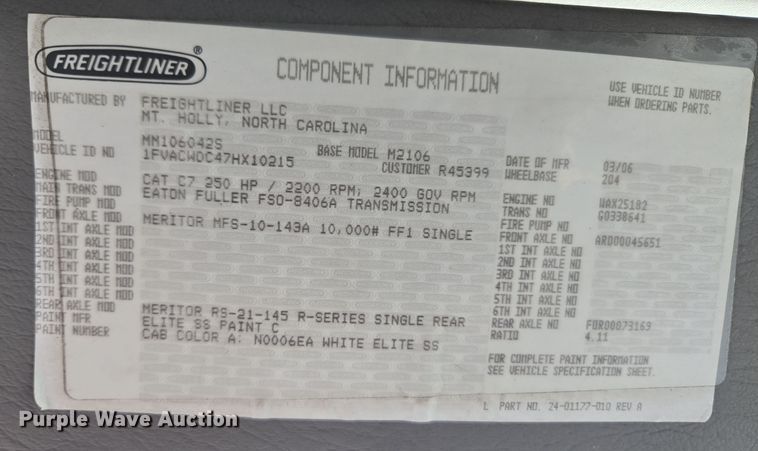 FREIGHTLINER®
COMPONENT INFORMATION
USE VEHICLE ID NUMBER
WHEN ORDERING PARTS.
MANUFACTURED BY FREIGHTLINER LLC
MT. HOLLY, NORTH CAROLINA
MODEL MM106042S BASE MODEL M2106 DATE OF MFR 03/06
VEHICLE ID NO 1FVACWDC47HX10215 CUSTOMER R45399 WHEELBASE 204
ENGINE MOD CAT C7 250 HP / 2200 RPM; 2400 GOV RPM ENGINE NO WAX25182
MAIN TRANS MOD EATON FULLER FSO-8406A TRANSMISSION TRANS NO G0338641
FIRE PUMP MOD FIRE PUMP NO
FRONT AXLE MOD MERITOR MFS-10-143A 10,000# FF1 SINGLE FRONT AXLE NO ARD00045651
1ST INT AXLE MOD 1ST INT AXLE NO
2ND INT AXLE MOD 2ND INT AXLE NO
3RD INT AXLE MOD 3RD INT AXLE NO
4TH INT AXLE MOD 4TH INT AXLE NO
5TH INT AXLE MOD 5TH INT AXLE NO
6TH INT AXLE MOD 6TH INT AXLE NO
REAR AXLE MOD MERITOR RS-21-145 R-SERIES SINGLE REAR REAR AXLE NO FOR00073169
PAINT MFR ELITE SS PAINT C RATIO 4.11
PAINT NUMBER CAB COLOR A: N0006EA WHITE ELITE SS
FOR COMPLETE PAINT INFORMATION
SEE VEHICLE SPECIFICATION SHEET.
L PART NO. 24-01177-010 REV A
Purple Wave Auction